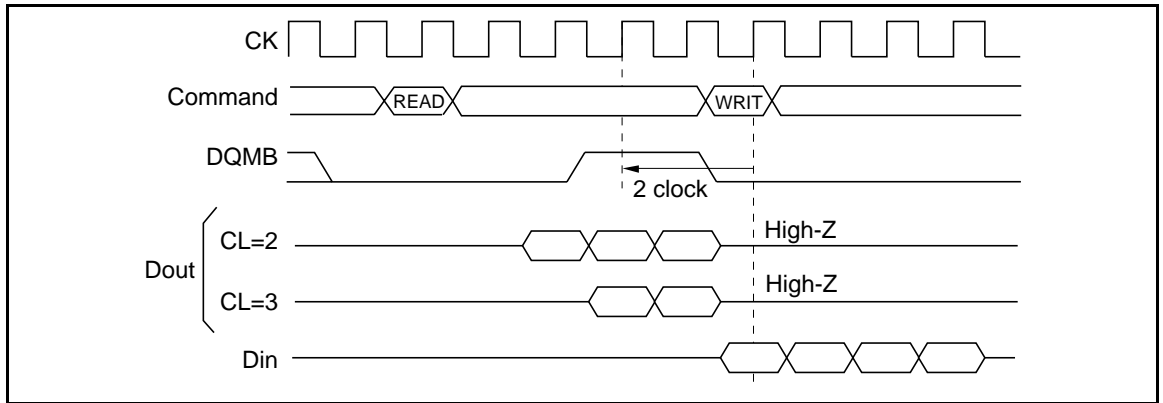 CK
Command
READ
WRIT
DQMB
2 clock
CL=2
High-Z
Dout
CL=3
High-Z
Din